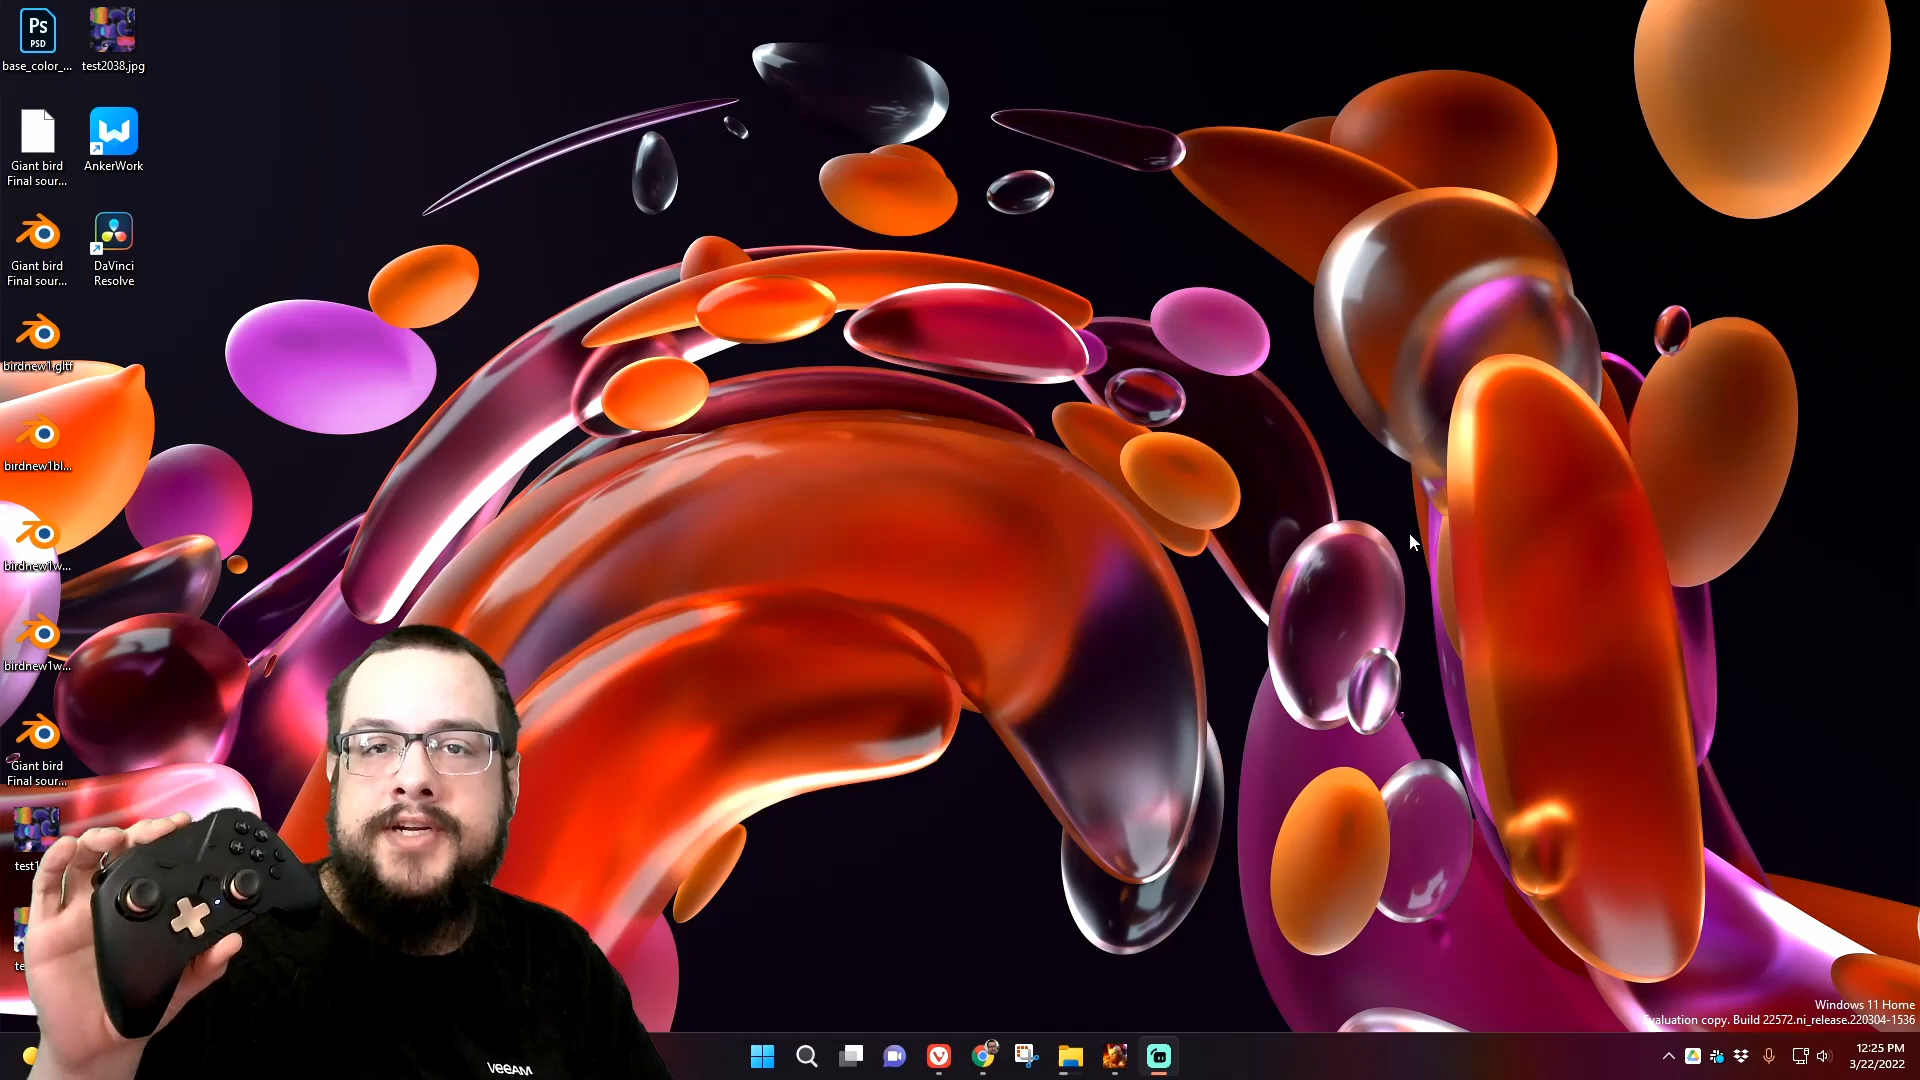 Ps
PSD
base_color_...
test2038.jpg
Giant bird
Final sour...
AnkerWork
Giant bird
Final sour...
DaVinci
Resolve
birdnew1.gltf
birdnew1bl...
birdnew1w...
birdnew1w...
Giant bird
Final sour...
veeam
Windows 11 Home
Evaluation copy. Build 22572.ni_release.220304-1536
12:25 PM
3/22/2022